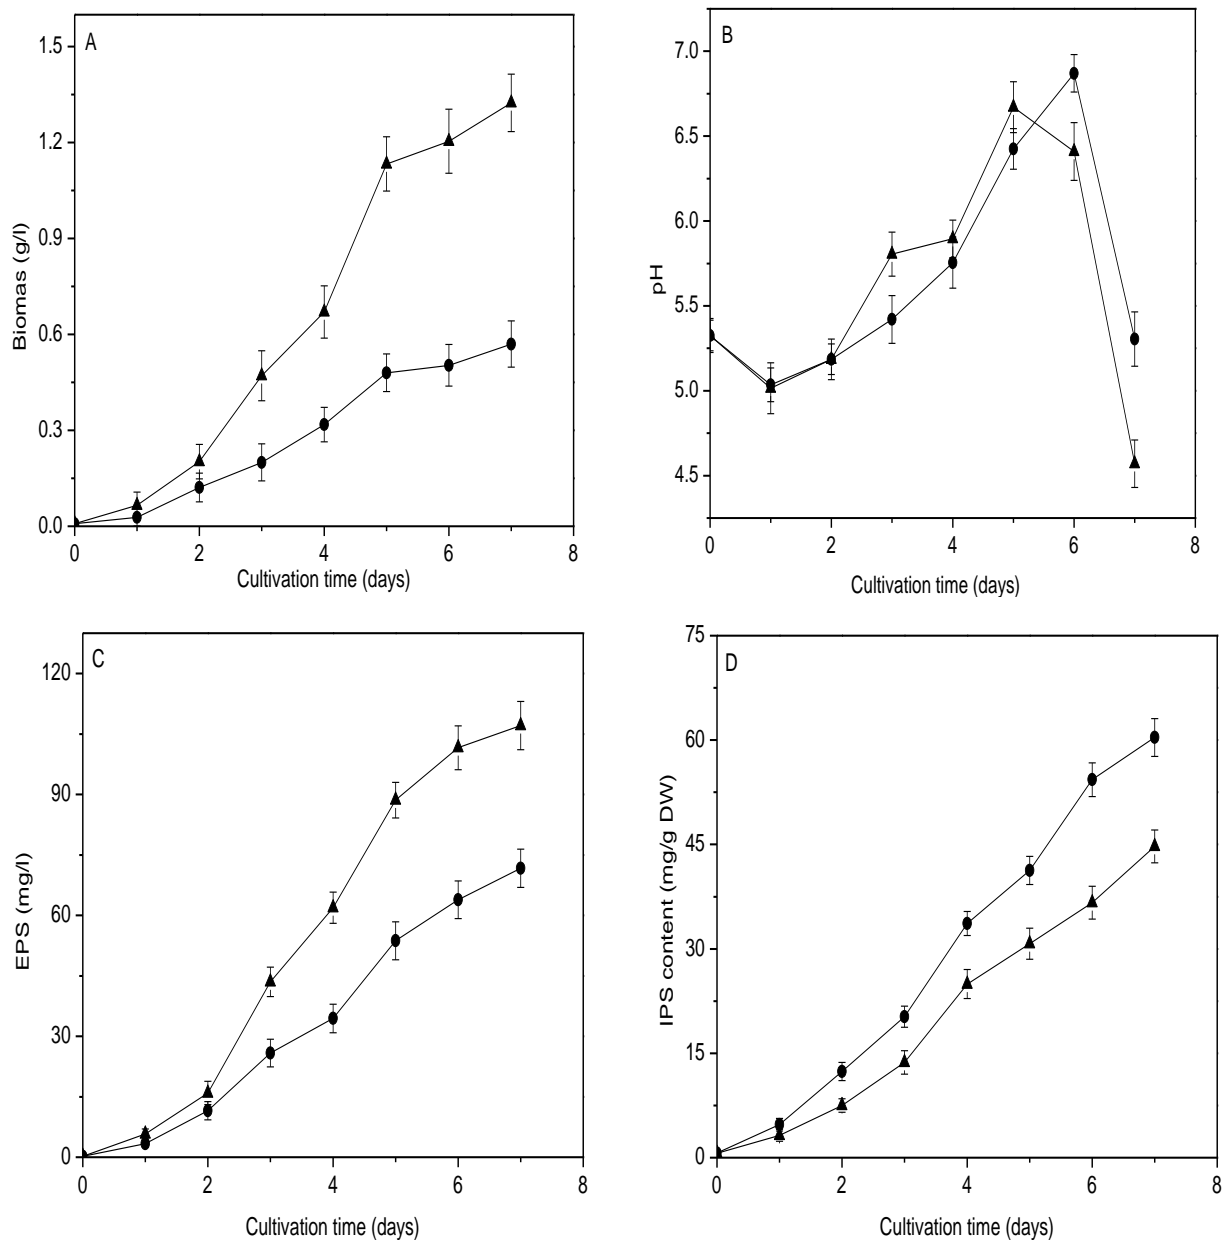 A
1.5
1.2
0.9
0.6
0.3
0.0
Biomas (g/l)
0 2 4 6 8
Cultivation time (days)
B
7.0
6.5
6.0
5.5
5.0
4.5
pH
0 2 4 6 8
Cultivation time (days)
C
120
90
60
30
0
EPS (mg/l)
0 2 4 6 8
Cultivation time (days)
D
75
60
45
30
15
0
IPS content (mg/g DW)
0 2 4 6 8
Cultivation time (days)